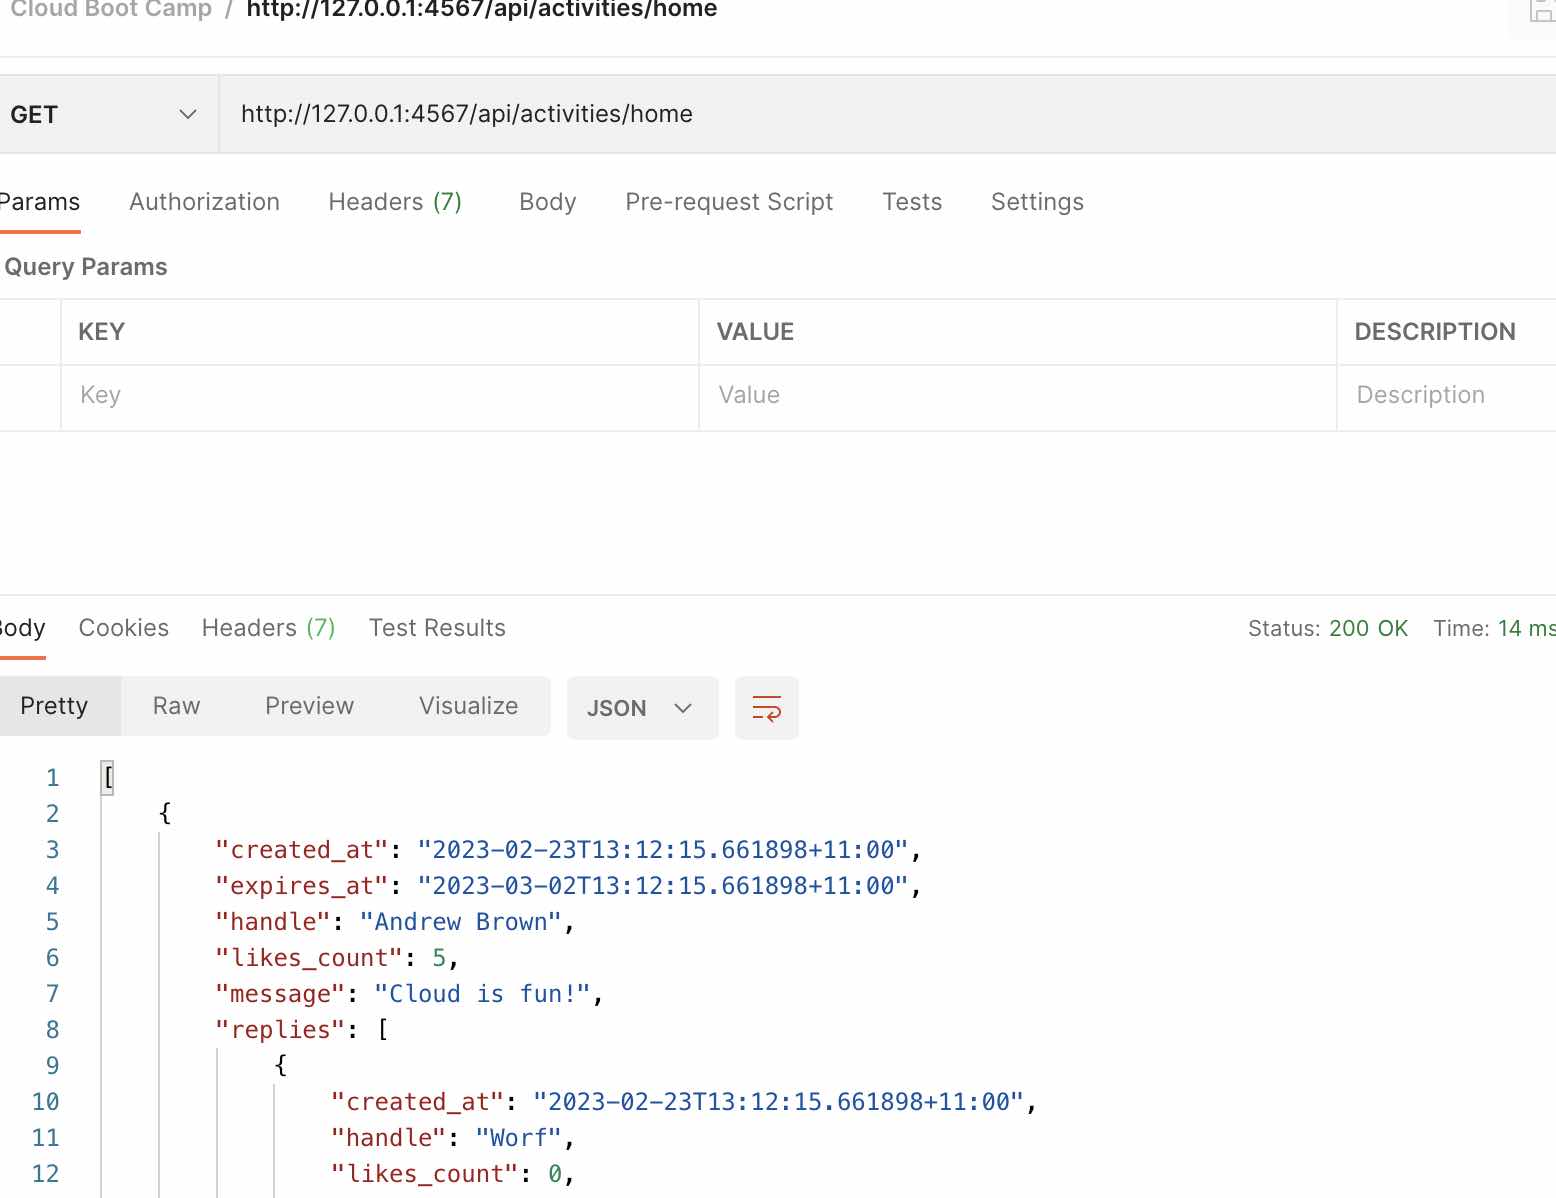 Cloud Boot Camp / http://127.0.0.1:4567/api/activities/home
GET http://127.0.0.1:4567/api/activities/home
Params Authorization Headers (7) Body Pre-request Script Tests Settings
Query Params
KEY VALUE DESCRIPTION
Key Value Description
Body Cookies Headers (7) Test Results Status: 200 OK Time: 14 ms
Pretty Raw Preview Visualize JSON
1 [
2 {
3 "created_at": "2023-02-23T13:12:15.661898+11:00",
4 "expires_at": "2023-03-02T13:12:15.661898+11:00",
5 "handle": "Andrew Brown",
6 "likes_count": 5,
7 "message": "Cloud is fun!",
8 "replies": [
9 {
10 "created_at": "2023-02-23T13:12:15.661898+11:00",
11 "handle": "Worf",
12 "likes_count": 0,